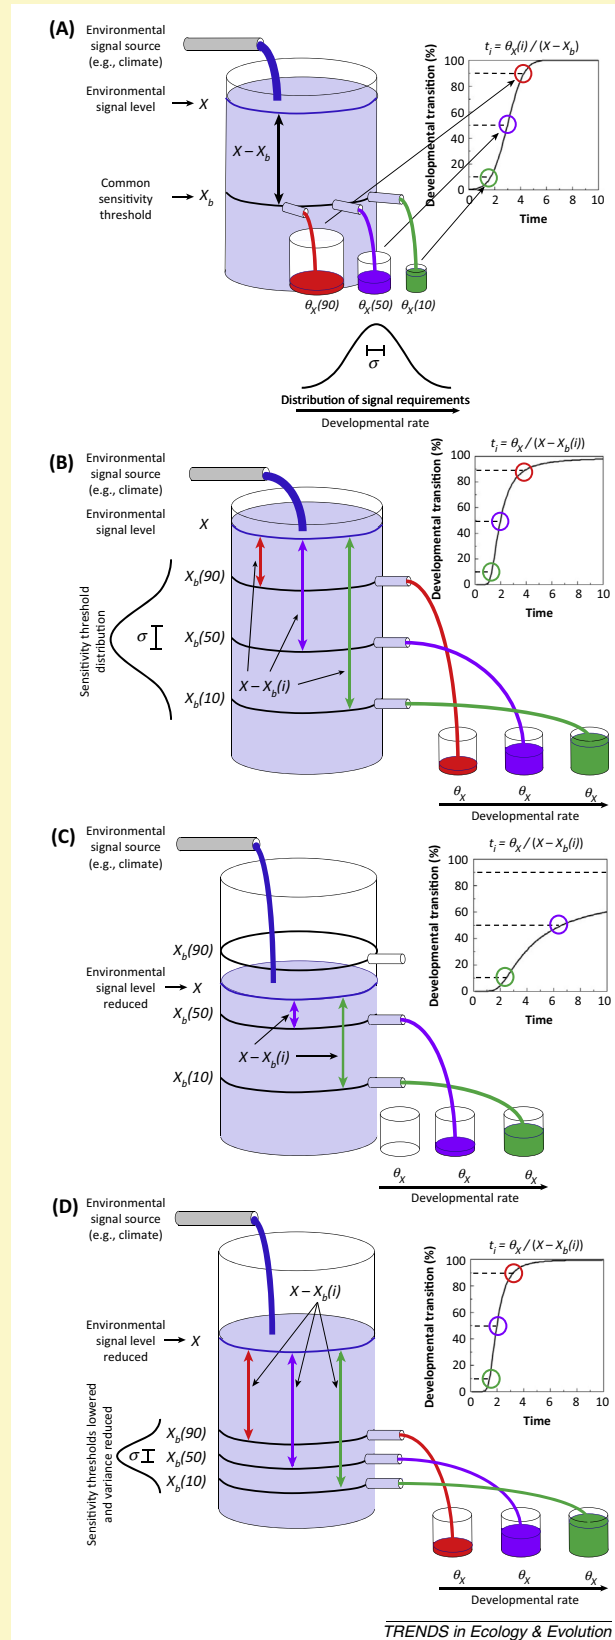 (A)
Environmental
signal source
(e.g., climate)
Environmental
signal level
X
X – X_b
Common
sensitivity
threshold
X_b
θ_X(90)
θ_X(50)
θ_X(10)
t_i = θ_X(i) / (X – X_b)
Developmental transition (%)
100
80
60
40
20
0
0 2 4 6 8 10
Time
σ
Distribution of signal requirements
Developmental rate
(B)
Environmental
signal source
(e.g., climate)
Environmental
signal level
X
X_b(90)
X_b(50)
X_b(10)
Sensitivity threshold
distribution
σ
X – X_b(i)
t_i = θ_X / (X – X_b(i))
Developmental transition (%)
100
80
60
40
20
0
0 2 4 6 8 10
Time
θ_X
θ_X
θ_X
Developmental rate
(C)
Environmental
signal source
(e.g., climate)
X_b(90)
Environmental
signal level
reduced
X
X_b(50)
X – X_b(i)
X_b(10)
t_i = θ_X / (X – X_b(i))
Developmental transition (%)
100
80
60
40
20
0
0 2 4 6 8 10
Time
θ_X
θ_X
θ_X
Developmental rate
(D)
Environmental
signal source
(e.g., climate)
X – X_b(i)
Environmental
signal level
reduced
X
Sensitivity thresholds lowered
and variance reduced
σ
X_b(90)
X_b(50)
X_b(10)
t_i = θ_X / (X – X_b(i))
Developmental transition (%)
100
80
60
40
20
0
0 2 4 6 8 10
Time
θ_X
θ_X
θ_X
Developmental rate
TRENDS in Ecology & Evolution